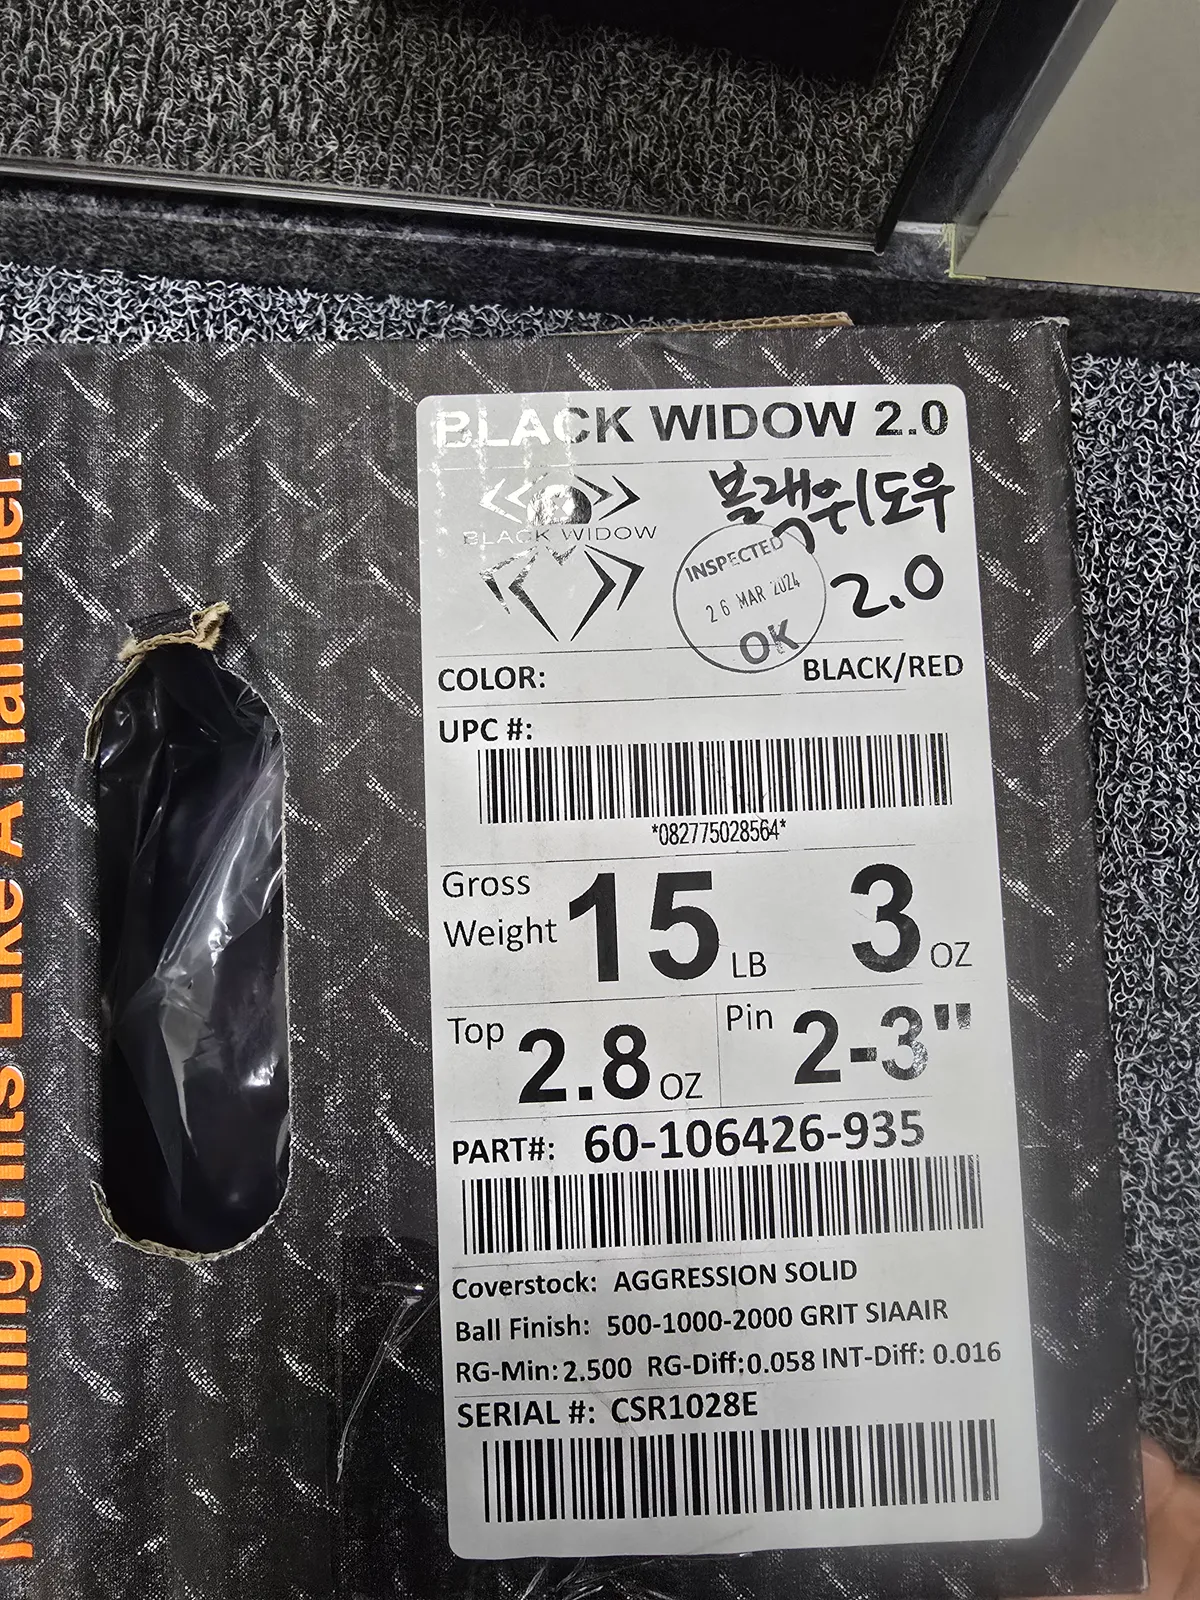 Nothing Hits Like A Hammer.
BLACK WIDOW 2.0
블랙위도우
2.0
BLACK WIDOW
INSPECTED
26 MAR 2024
OK
COLOR: BLACK/RED
UPC #:
*082775028564*
Gross Weight 15 LB 3 OZ
Top 2.8 OZ Pin 2-3"
PART#: 60-106426-935
Coverstock: AGGRESSION SOLID
Ball Finish: 500-1000-2000 GRIT SIAAIR
RG-Min: 2.500 RG-Diff: 0.058 INT-Diff: 0.016
SERIAL #: CSR1028E